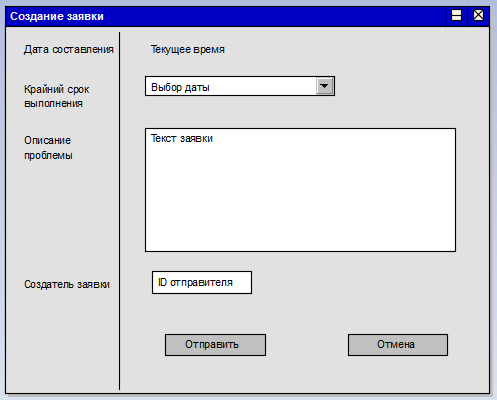 Создание заявки
Дата составления Текущее время
Крайний срок
выполнения
Выбор даты
Описание
проблемы
Текст заявки
Создатель заявки ID отправителя
Отправить Отмена